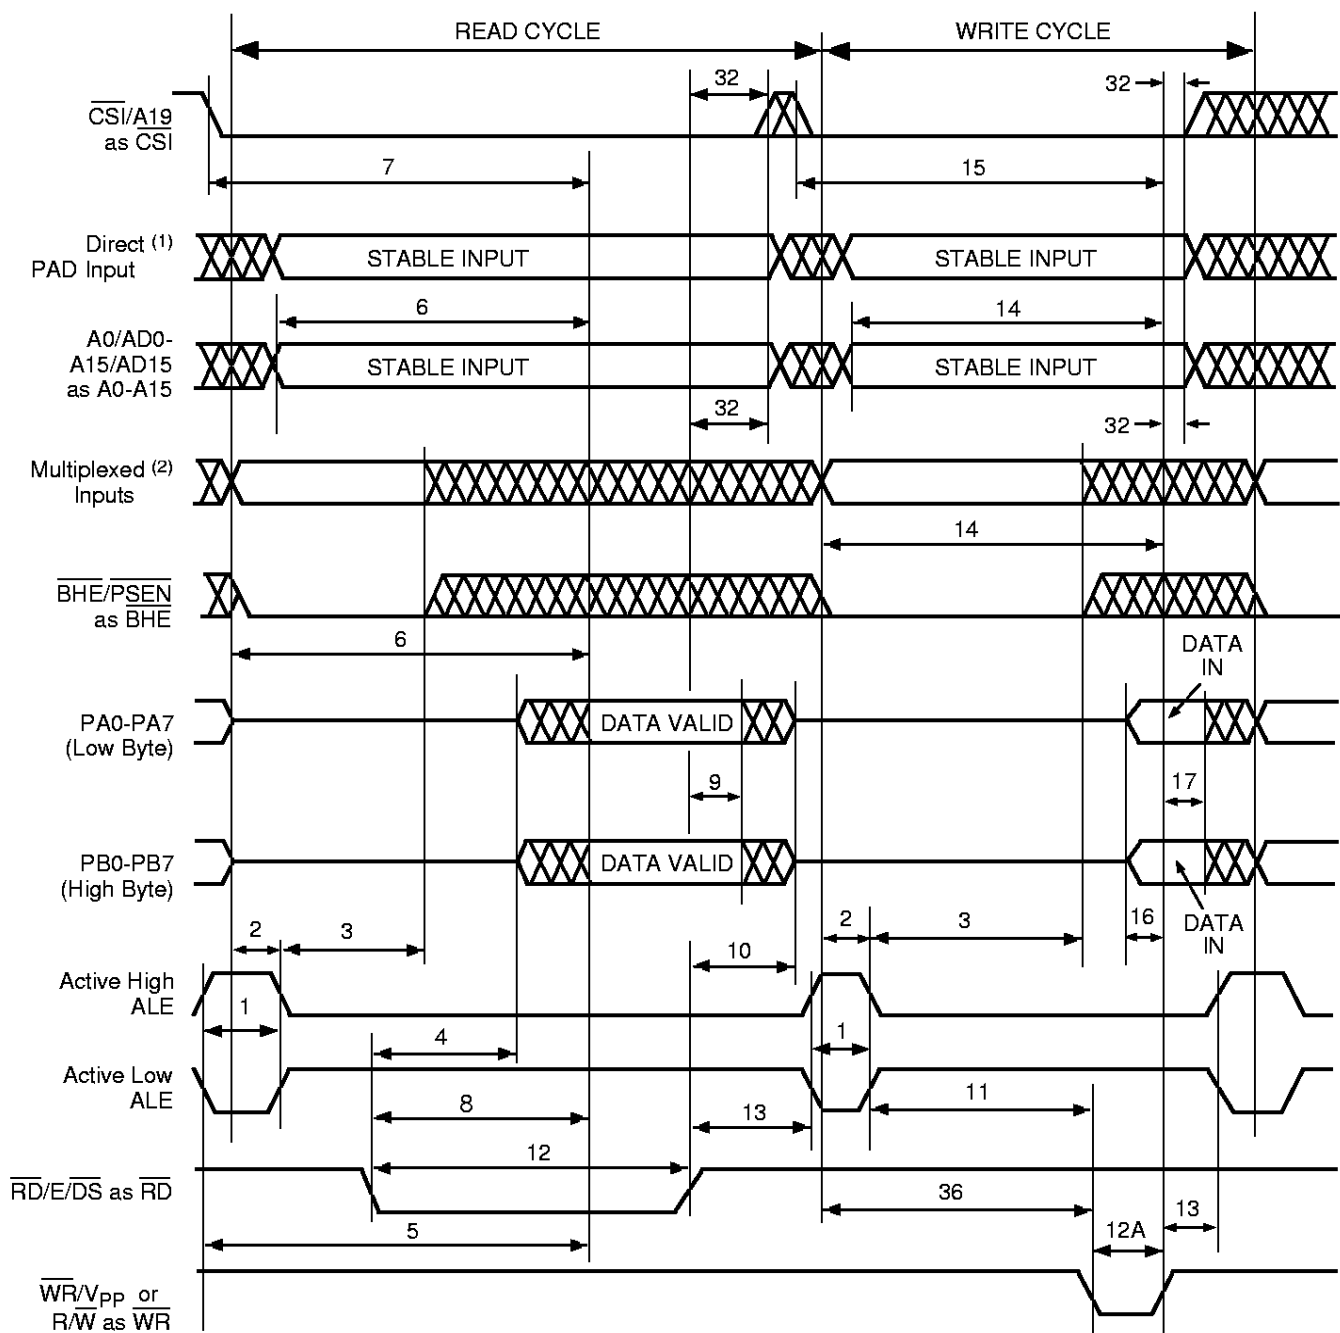 READ CYCLE WRITE CYCLE
32 32
CSI/A19
as CSI
7 15
Direct (1)
PAD Input
STABLE INPUT STABLE INPUT
6 14
A0/AD0-
A15/AD15
as A0-A15
STABLE INPUT STABLE INPUT
32 32
Multiplexed (2)
Inputs
14
BHE/PSEN
as BHE
6
DATA
IN
PA0-PA7
(Low Byte)
DATA VALID
9 17
PB0-PB7
(High Byte)
DATA VALID
DATA
IN
2 3 2 3 16
10
Active High
ALE
1 1
4
Active Low
ALE
8 13 11
12
RD/E/DS as RD
36
5 12A 13
WR/VPP or
R/W as WR